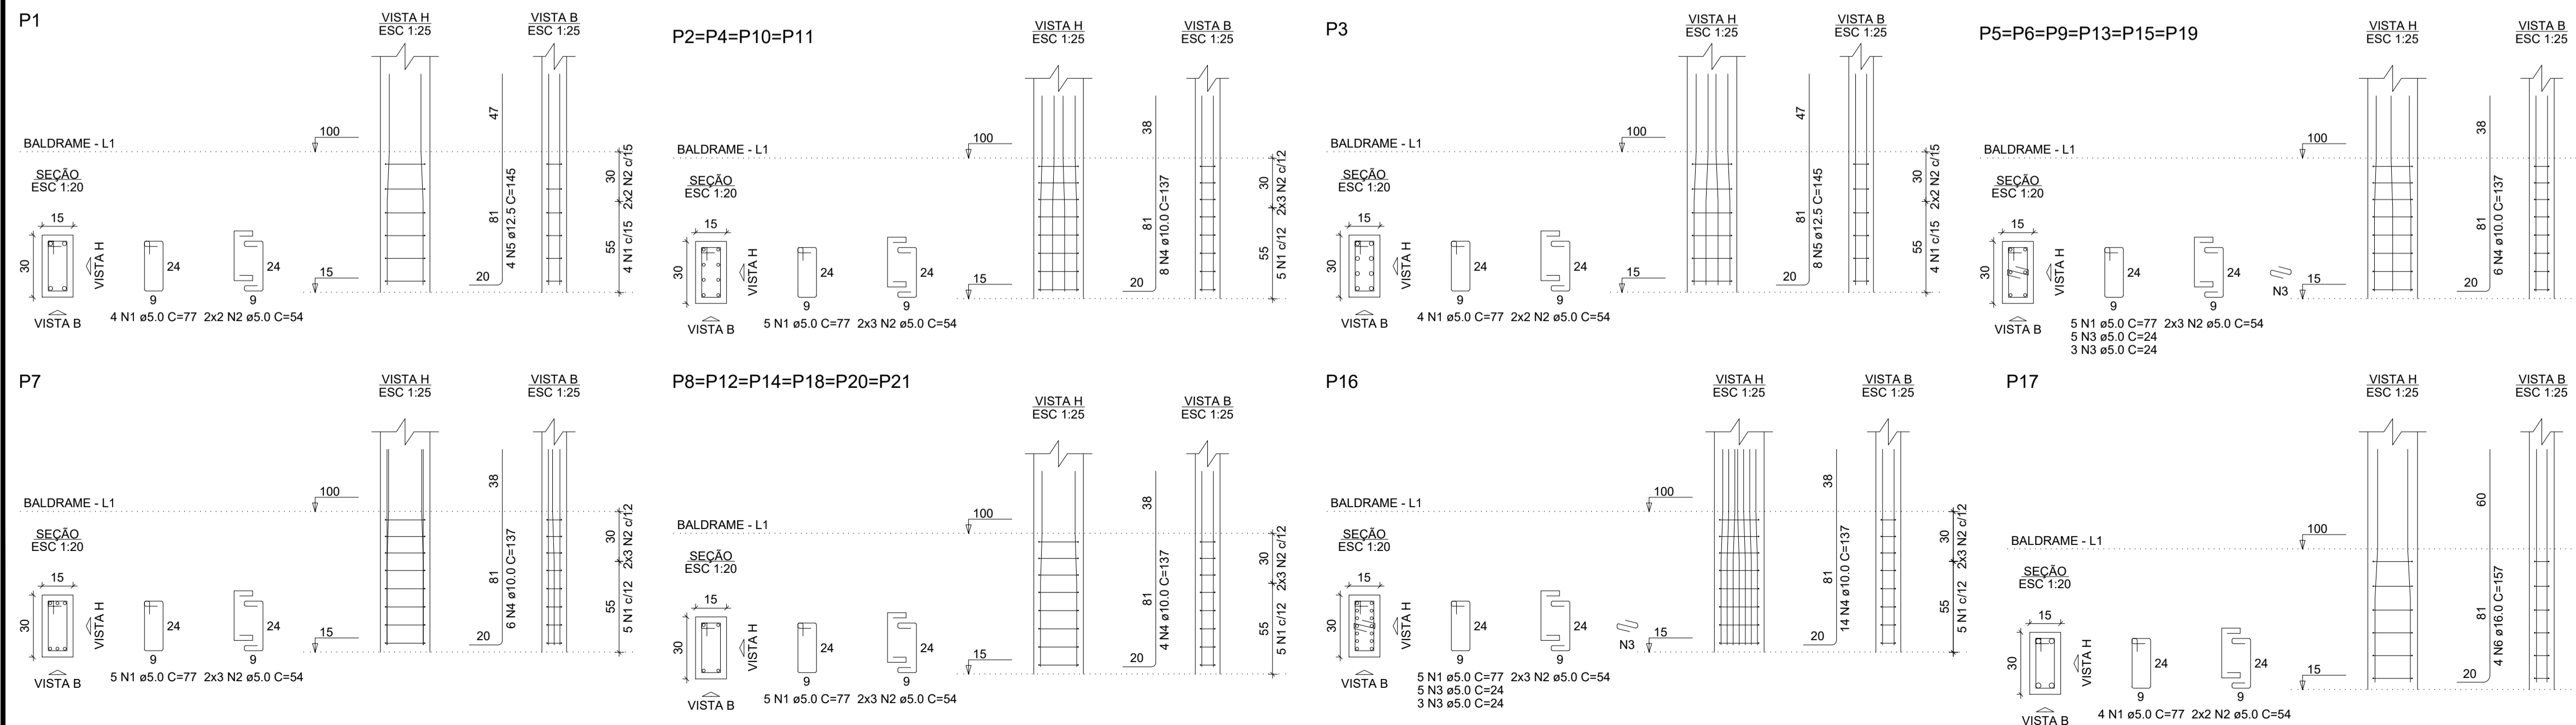 P1
VISTA H
ESC 1:25
VISTA B
ESC 1:25
BALDRAME - L1
100
SEÇÃO
ESC 1:20
15
30
VISTA H
VISTA B
24
9
24
9
4 N1 ø5.0 C=77 2x2 N2 ø5.0 C=54
15
47
81
4 N5 ø12.5 C=145
20
30
2x2 N2 c/15
55
4 N1 c/15
P2=P4=P10=P11
VISTA H
ESC 1:25
VISTA B
ESC 1:25
BALDRAME - L1
100
SEÇÃO
ESC 1:20
15
30
VISTA H
VISTA B
24
9
24
9
5 N1 ø5.0 C=77 2x3 N2 ø5.0 C=54
15
38
81
8 N4 ø10.0 C=137
20
30
2x3 N2 c/12
55
5 N1 c/12
P3
VISTA H
ESC 1:25
VISTA B
ESC 1:25
BALDRAME - L1
100
SEÇÃO
ESC 1:20
15
30
VISTA H
VISTA B
24
9
24
9
4 N1 ø5.0 C=77 2x2 N2 ø5.0 C=54
15
47
81
8 N5 ø12.5 C=145
20
30
2x2 N2 c/15
55
4 N1 c/15
P5=P6=P9=P13=P15=P19
VISTA H
ESC 1:25
VISTA B
ESC 1:25
BALDRAME - L1
100
SEÇÃO
ESC 1:20
15
30
VISTA H
VISTA B
24
9
24
9
N3
5 N1 ø5.0 C=77 2x3 N2 ø5.0 C=54
5 N3 ø5.0 C=24
3 N3 ø5.0 C=24
15
38
81
6 N4 ø10.0 C=137
20
P7
VISTA H
ESC 1:25
VISTA B
ESC 1:25
BALDRAME - L1
100
SEÇÃO
ESC 1:20
15
30
VISTA H
VISTA B
24
9
24
9
5 N1 ø5.0 C=77 2x3 N2 ø5.0 C=54
15
38
81
6 N4 ø10.0 C=137
20
30
2x3 N2 c/12
55
5 N1 c/12
P8=P12=P14=P18=P20=P21
VISTA H
ESC 1:25
VISTA B
ESC 1:25
BALDRAME - L1
100
SEÇÃO
ESC 1:20
15
30
VISTA H
VISTA B
24
9
24
9
5 N1 ø5.0 C=77 2x3 N2 ø5.0 C=54
15
38
81
4 N4 ø10.0 C=137
20
30
2x3 N2 c/12
55
5 N1 c/12
P16
VISTA H
ESC 1:25
VISTA B
ESC 1:25
BALDRAME - L1
100
SEÇÃO
ESC 1:20
15
30
VISTA H
VISTA B
24
9
24
9
N3
5 N1 ø5.0 C=77 2x3 N2 ø5.0 C=54
5 N3 ø5.0 C=24
3 N3 ø5.0 C=24
15
38
81
14 N4 ø10.0 C=137
20
30
2x3 N2 c/12
55
5 N1 c/12
P17
VISTA H
ESC 1:25
VISTA B
ESC 1:25
BALDRAME - L1
100
SEÇÃO
ESC 1:20
15
30
VISTA H
VISTA B
24
9
24
9
4 N1 ø5.0 C=77 2x2 N2 ø5.0 C=54
15
60
81
4 N6 ø16.0 C=157
20